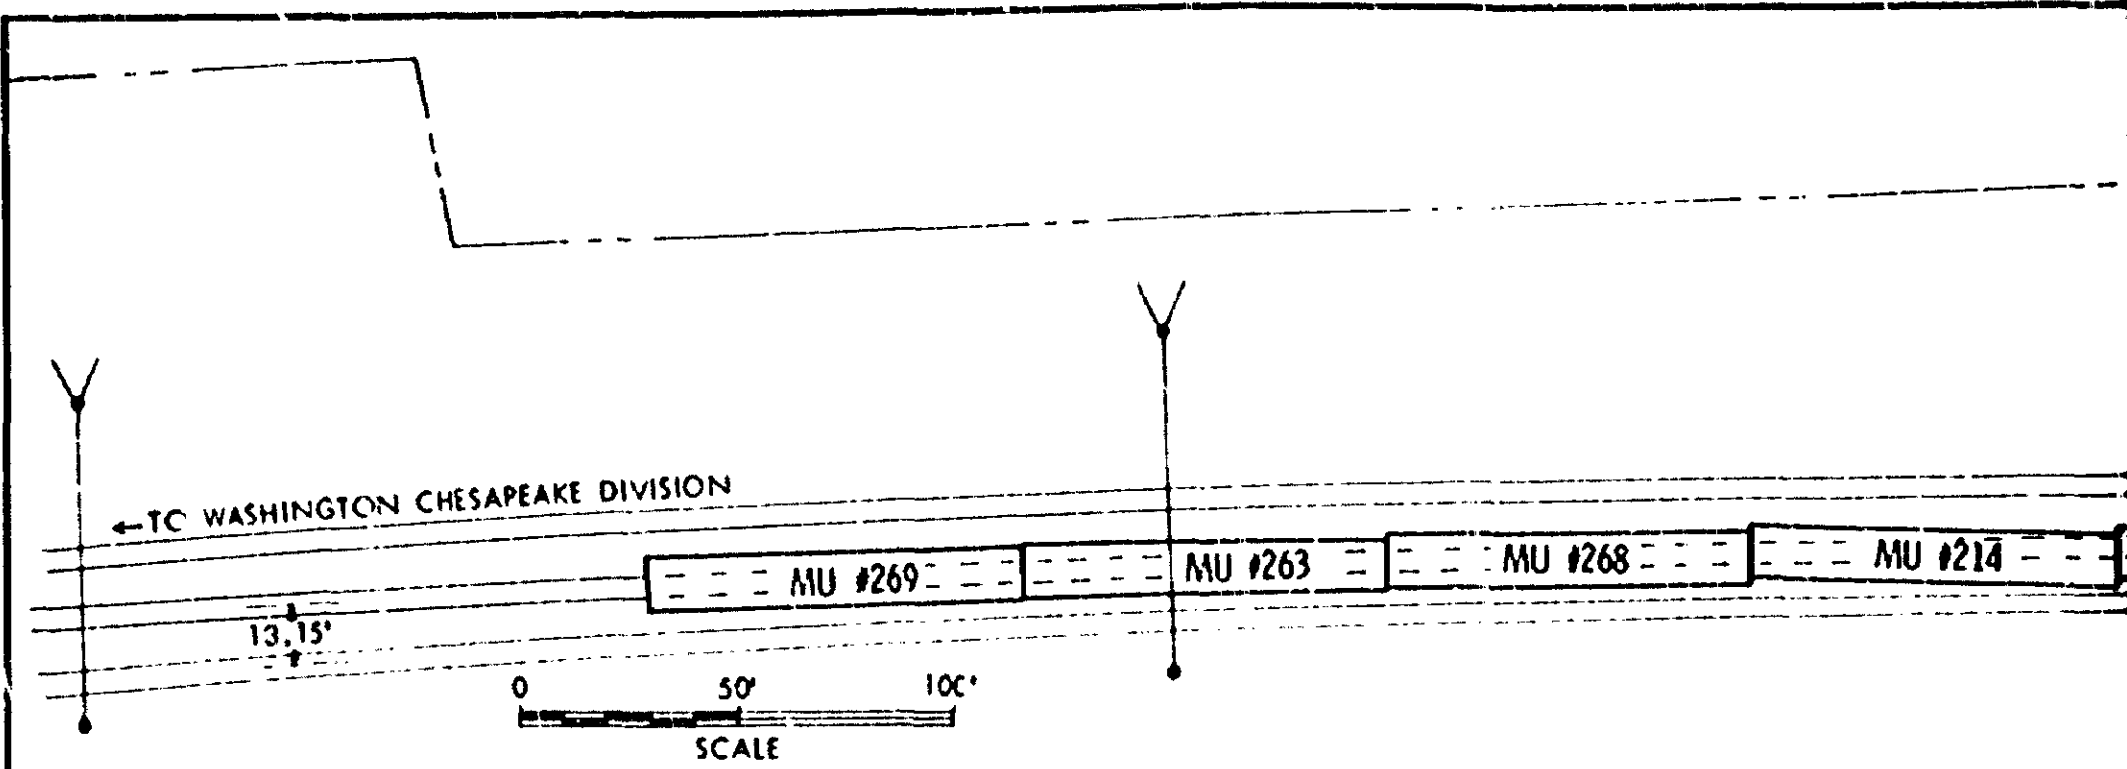 ←TO WASHINGTON CHESAPEAKE DIVISION
MU #269
MU #263
MU #268
MU #214
13.15'
0 50' 100'
SCALE